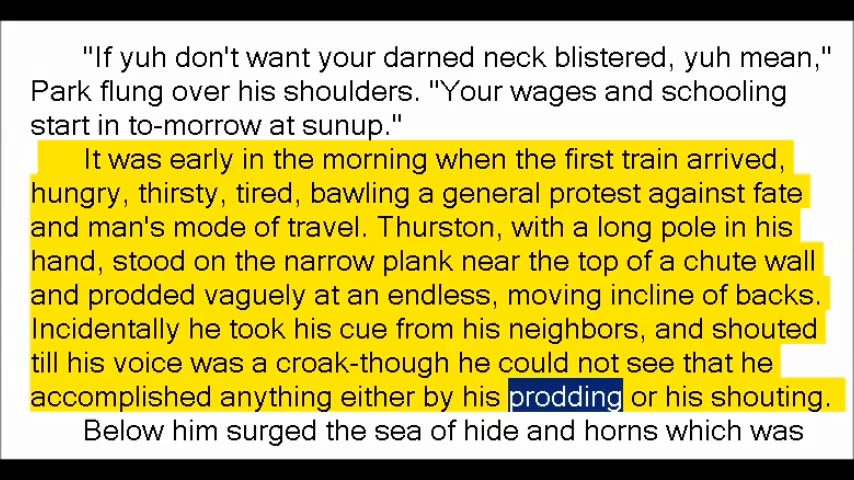 "If yuh don't want your darned neck blistered, yuh mean,"
Park flung over his shoulders. "Your wages and schooling
start in to-morrow at sunup."
It was early in the morning when the first train arrived,
hungry, thirsty, tired, bawling a general protest against fate
and man's mode of travel. Thurston, with a long pole in his
hand, stood on the narrow plank near the top of a chute wall
and prodded vaguely at an endless, moving incline of backs.
Incidentally he took his cue from his neighbors, and shouted
till his voice was a croak-though he could not see that he
accomplished anything either by his prodding or his shouting.
Below him surged the sea of hide and horns which was